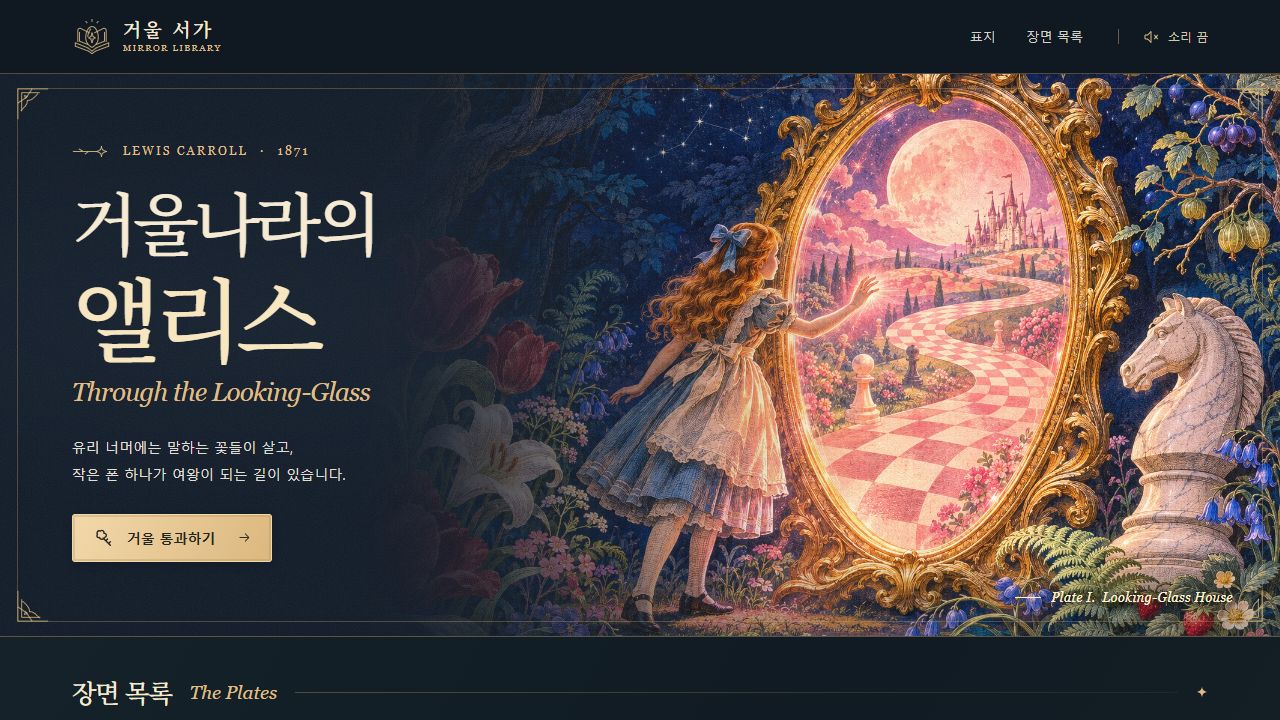 거울 서가
MIRROR LIBRARY
표지
장면 목록
소리 끔
LEWIS CARROLL · 1871
거울나라의
앨리스
Through the Looking-Glass
유리 너머에는 말하는 꽃들이 살고,
작은 폰 하나가 여왕이 되는 길이 있습니다.
거울 통과하기 →
Plate I. Looking-Glass House
장면 목록 The Plates